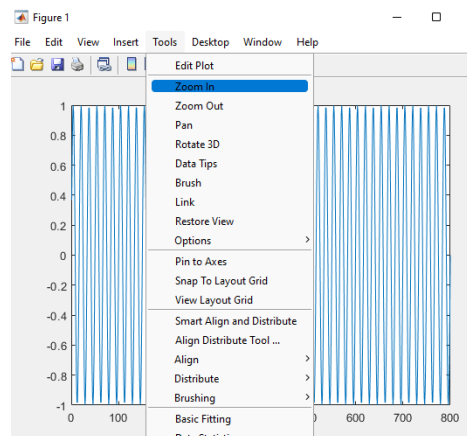 Figure 1
File Edit View Insert Tools Desktop Window Help
Edit Plot
Zoom In
Zoom Out
Pan
Rotate 3D
Data Tips
Brush
Link
Restore View
Options
Pin to Axes
Snap To Layout Grid
View Layout Grid
Smart Align and Distribute
Align Distribute Tool ...
Align
Distribute
Brushing
Basic Fitting
1
0.8
0.6
0.4
0.2
0
-0.2
-0.4
-0.6
-0.8
-1
0 100 600 700 800